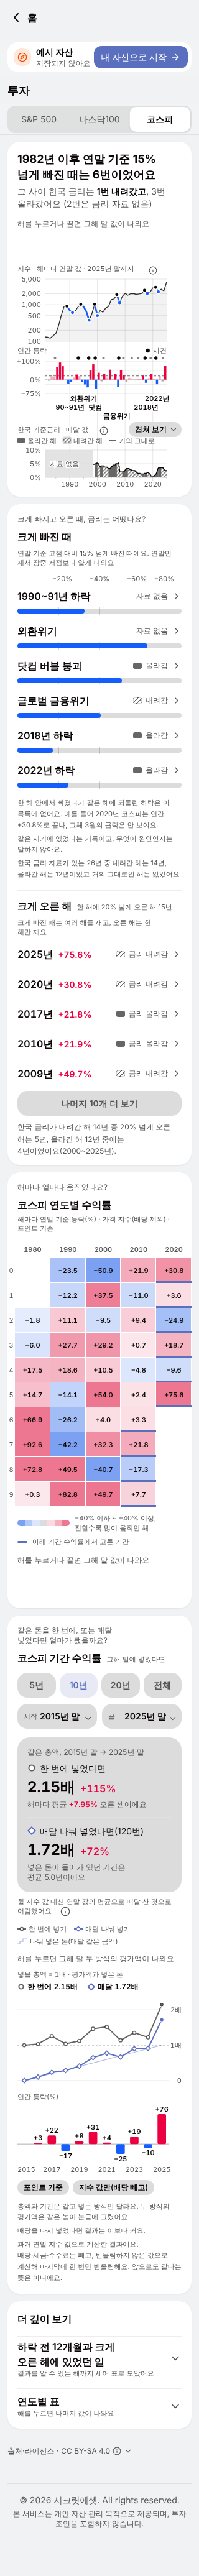 홈
예시 자산
저장되지 않아요
내 자산으로 시작
투자
S&P 500
나스닥100
코스피
1982년 이후 연말 기준 15%
넘게 빠진 때는 6번이었어요
그 사이 한국 금리는 1번 내려갔고, 3번
올라갔어요 (2번은 금리 자료 없음)
해를 누르거나 끌면 그해 말 값이 나와요
지수 · 해마다 연말 값 · 2025년 말까지
5,000
2,000
1,000
500
200
100
연간 등락
사건
+100%
0%
−75%
외환위기
2022년
90~91년
닷컴
2018년
금융위기
한국 기준금리 · 매달 값
겹쳐 보기
올라간 해
내려간 해
거의 그대로
10%
5%
0%
자료 없음
1990
2000
2010
2020
크게 빠지고 오른 때, 금리는 어땠나요?
크게 빠진 때
연말 기준 고점 대비 15% 넘게 빠진 때예요. 연말만
재서 장중 저점보다 얕게 나와요
−20%
−40%
−60%
−80%
1990~91년 하락
자료 없음
외환위기
자료 없음
닷컴 버블 붕괴
올라감
글로벌 금융위기
내려감
2018년 하락
올라감
2022년 하락
올라감
한 해 안에서 빠졌다가 같은 해에 되돌린 하락은 이
목록에 없어요. 예를 들어 2020년 코스피는 연간
+30.8%로 끝나, 그해 3월의 급락은 안 보여요.
같은 시기에 있었다는 기록이고, 무엇이 원인인지는
말하지 않아요.
한국 금리 자료가 있는 26년 중 내려간 해는 14년,
올라간 해는 12년이었고 거의 그대로인 해는 없었어요
크게 오른 해
한 해에 20% 넘게 오른 해 15번
크게 빠진 때는 여러 해를 재고, 오른 해는 한
해만 재요
2025년
+75.6%
금리 내려감
2020년
+30.8%
금리 내려감
2017년
+21.8%
금리 올라감
2010년
+21.9%
금리 올라감
2009년
+49.7%
금리 내려감
나머지 10개 더 보기
한국 금리가 내려간 해 14년 중 20% 넘게 오른
해는 5년, 올라간 해 12년 중에는
4년이었어요(2000~2025년).
해마다 얼마나 움직였나요?
코스피 연도별 수익률
해마다 연말 기준 등락(%) · 가격 지수(배당 제외) ·
포인트 기준
1980
1990
2000
2010
2020
0
−23.5
−50.9
+21.9
+30.8
1
−12.2
+37.5
−11.0
+3.6
2
−1.8
+11.1
−9.5
+9.4
−24.9
3
−6.0
+27.7
+29.2
+0.7
+18.7
4
+17.5
+18.6
+10.5
−4.8
−9.6
5
+14.7
−14.1
+54.0
+2.4
+75.6
6
+66.9
−26.2
+4.0
+3.3
7
+92.6
−42.2
+32.3
+21.8
8
+72.8
+49.5
−40.7
−17.3
9
+0.3
+82.8
+49.7
+7.7
−40% 이하 ~ +40% 이상,
진할수록 많이 움직인 해
아래 기간 수익률에서 고른 기간
해를 누르거나 끌면 그해 말 값이 나와요
같은 돈을 한 번에, 또는 매달
넣었다면 얼마가 됐을까요?
코스피 기간 수익률
그해 말에 넣었다면
5년
10년
20년
전체
시작
2015년 말
끝
2025년 말
같은 총액, 2015년 말 → 2025년 말
한 번에 넣었다면
2.15배
+115%
해마다 평균 +7.95% 오른 셈이에요
매달 나눠 넣었다면(120번)
1.72배
+72%
넣은 돈이 들어가 있던 기간은
평균 5.0년이에요
월 지수 값 대신 연말 값의 평균으로 매달 산 것으로
어림했어요
한 번에 넣기
매달 나눠 넣기
나눠 넣은 돈(매달 같은 금액)
해를 누르면 그해 말 두 방식의 평가액이 나와요
넣을 총액 = 1배 · 평가액과 넣은 돈
한 번에 2.15배
매달 1.72배
2배
1배
0
연간 등락(%)
+3
+22
−17
+8
+31
+4
−25
+19
−10
+76
2015
2017
2019
2021
2023
2025
포인트 기준
지수 값만(배당 빼고)
총액과 기간은 같고 넣는 방식만 달라요. 두 방식의
평가액은 같은 높이 눈금에 그렸어요.
배당을 다시 넣었다면 결과는 이보다 커요.
과거 연말 지수 값으로 계산한 결과예요.
배당·세금·수수료는 빼고, 반올림하지 않은 값으로
계산해 마지막에 한 번만 반올림해요. 앞으로도 같다는
뜻은 아니에요.
더 깊이 보기
하락 전 12개월과 크게
오른 해에 있었던 일
결과를 알 수 있는 해까지 세어 표로 모았어요
연도별 표
해를 누르면 나머지 값이 나와요
출처·라이선스 · CC BY-SA 4.0
© 2026 시크릿에셋. All rights reserved.
본 서비스는 개인 자산 관리 목적으로 제공되며, 투자
조언을 포함하지 않습니다.